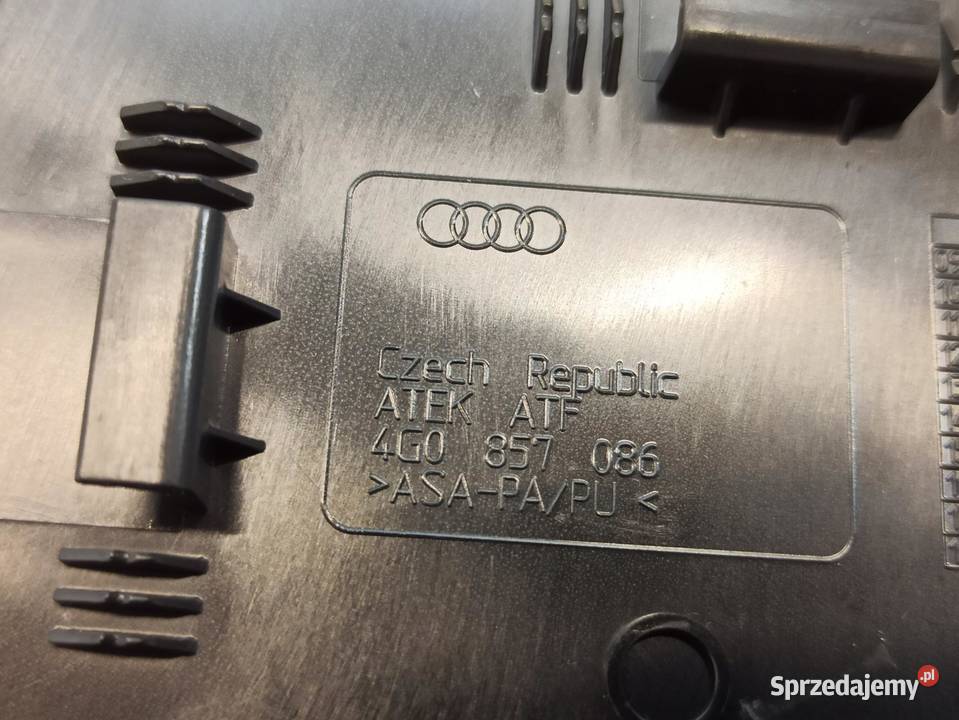 Czech Republic
ATEK ATF
4G0 857 086
>ASA-PA/PU <
Sprzedajemy.pl